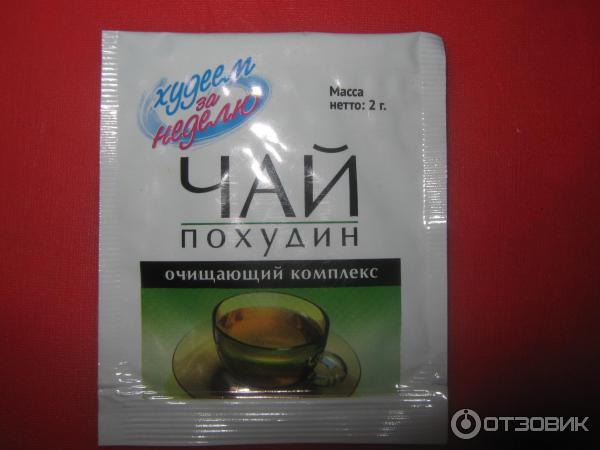 худеем
за
неделю
Масса
нетто: 2 г.
ЧАЙ
ПОХУДИН
ОЧИЩАЮЩИЙ КОМПЛЕКС
ОТЗОВИК